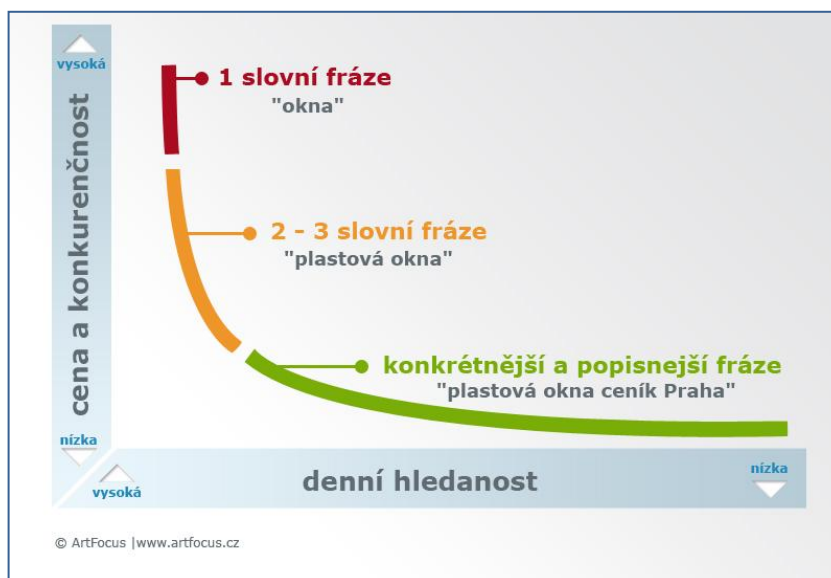 vysoká
cena a konkurenčnost
nízka
1 slovní fráze
"okna"
2 - 3 slovní fráze
"plastová okna"
konkrétnější a popisnejší fráze
"plastová okna ceník Praha"
vysoká
denní hledanost
nízka
© ArtFocus |www.artfocus.cz